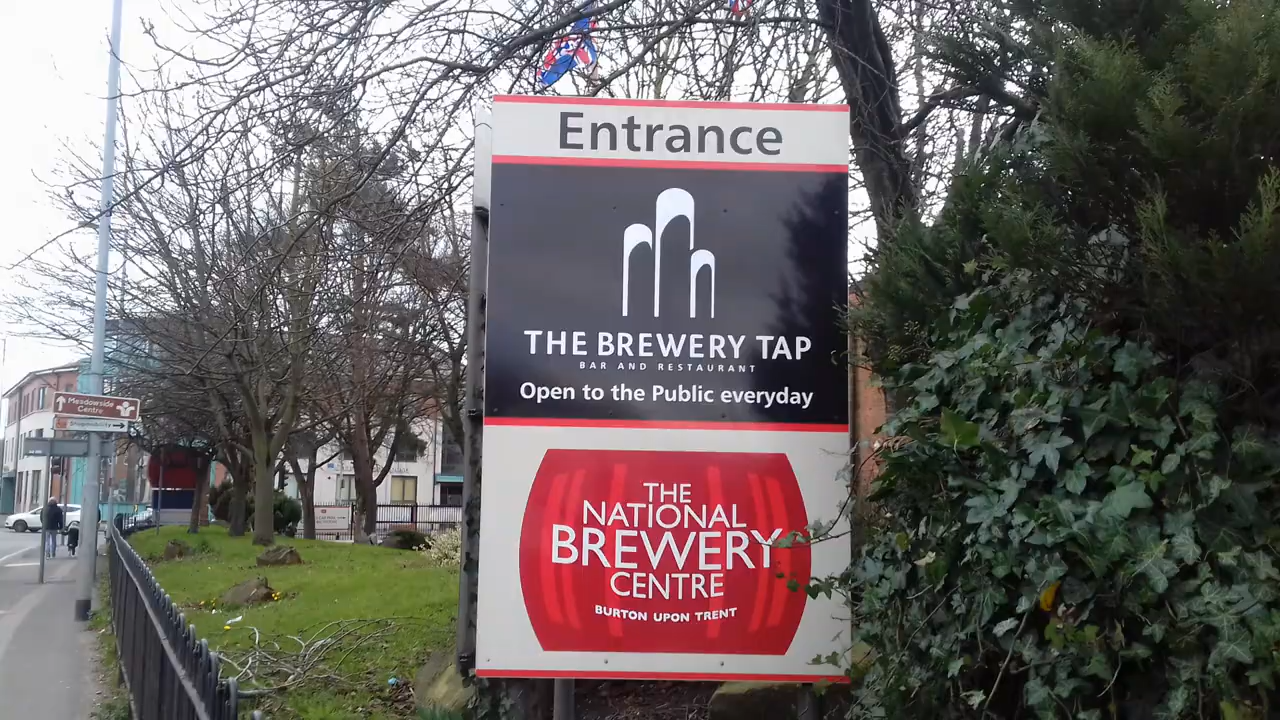 Entrance
THE BREWERY TAP
BAR AND RESTAURANT
Open to the Public everyday
THE
NATIONAL
BREWERY
CENTRE
BURTON UPON TRENT
Meadowside
Centre
Shopmobility